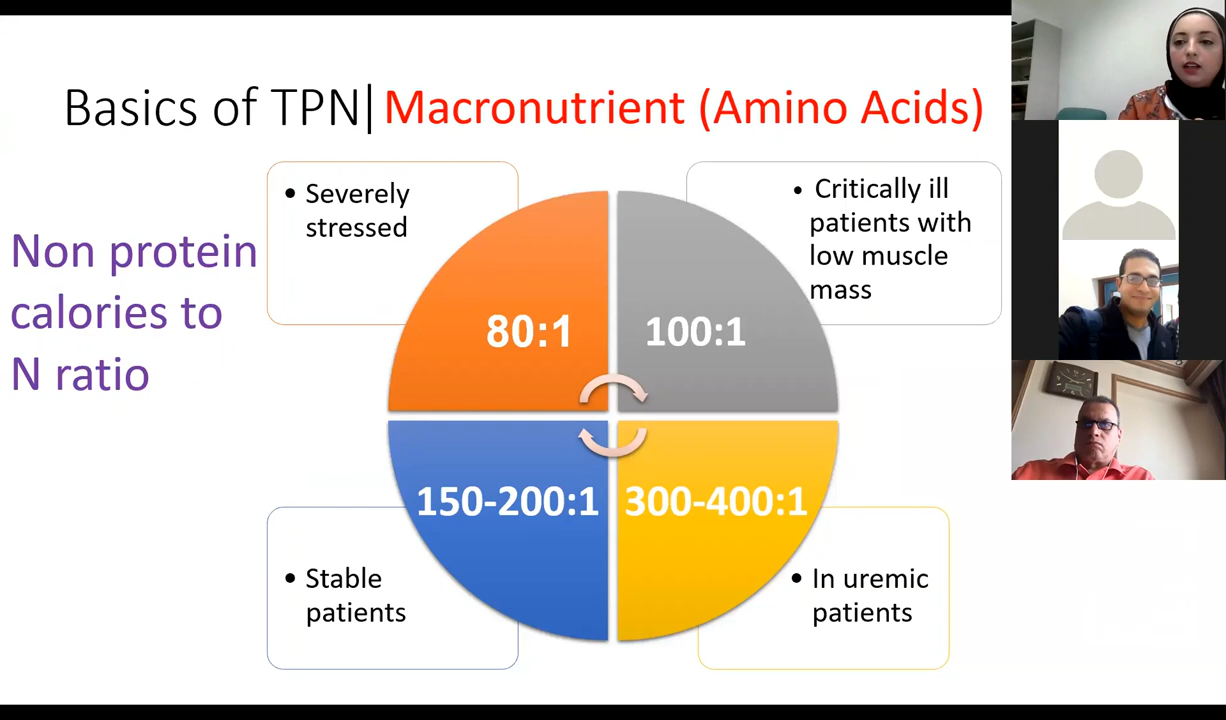 Basics of TPN| Macronutrient (Amino Acids)
Non protein
calories to
N ratio
• Severely
stressed
80:1
• Critically ill
patients with
low muscle
mass
100:1
150-200:1
• Stable
patients
300-400:1
• In uremic
patients